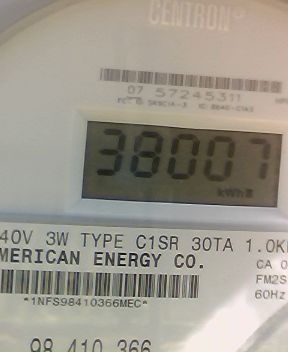 CENTRON®
07 57245311
38007
kWh
40V 3W TYPE C1SR 30TA 1.0K
MERICAN ENERGY CO.
CA 0
FM2S
*1NFS98410366MEC*
60Hz
98 410 366